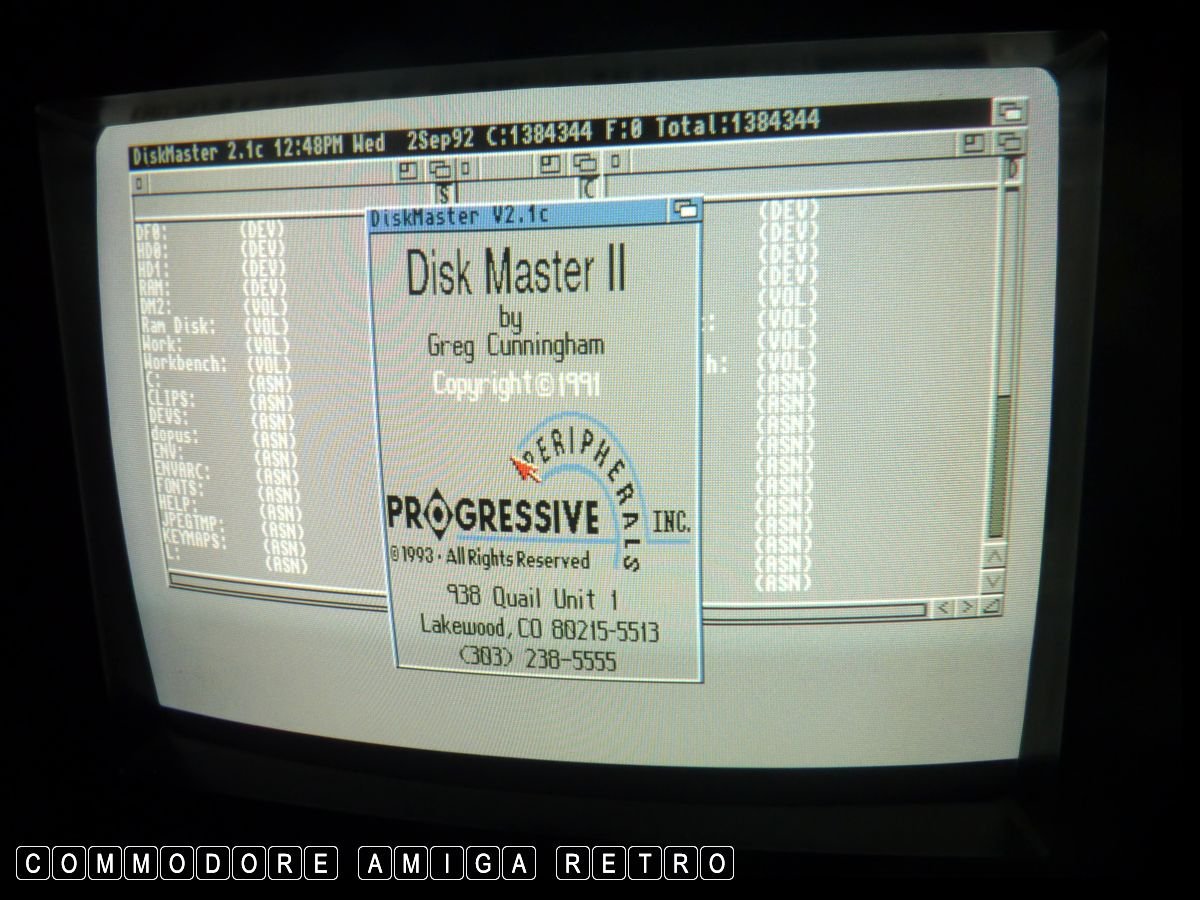 DiskMaster 2.1c 12:48PM Wed 2Sep92 C:1384344 F:0 Total:1384344
S C D
DiskMaster V2.1c
DF0: (DEV)
HD0: (DEV)
HD1: (DEV)
RAM: (DEV)
DM2: (VOL)
Ram Disk: (VOL)
Work: (VOL)
Workbench: (VOL)
C: (ASN)
CLIPS: (ASN)
DEVS: (ASN)
dopus: (ASN)
ENV: (ASN)
ENVARC: (ASN)
FONTS: (ASN)
HELP: (ASN)
JPEGTMP: (ASN)
KEYMAPS: (ASN)
L: (ASN)
Disk Master II
by
Greg Cunningham
Copyright©1991
PERIPHERALS
PROGRESSIVE INC.
©1993 · All Rights Reserved
938 Quail Unit 1
Lakewood, CO 80215-5513
(303) 238-5555
(DEV)
(DEV)
(DEV)
(DEV)
(VOL)
: (VOL)
(VOL)
h: (VOL)
(ASN)
(ASN)
(ASN)
(ASN)
(ASN)
(ASN)
(ASN)
(ASN)
(ASN)
(ASN)
(ASN)
COMMODORE AMIGA RETRO